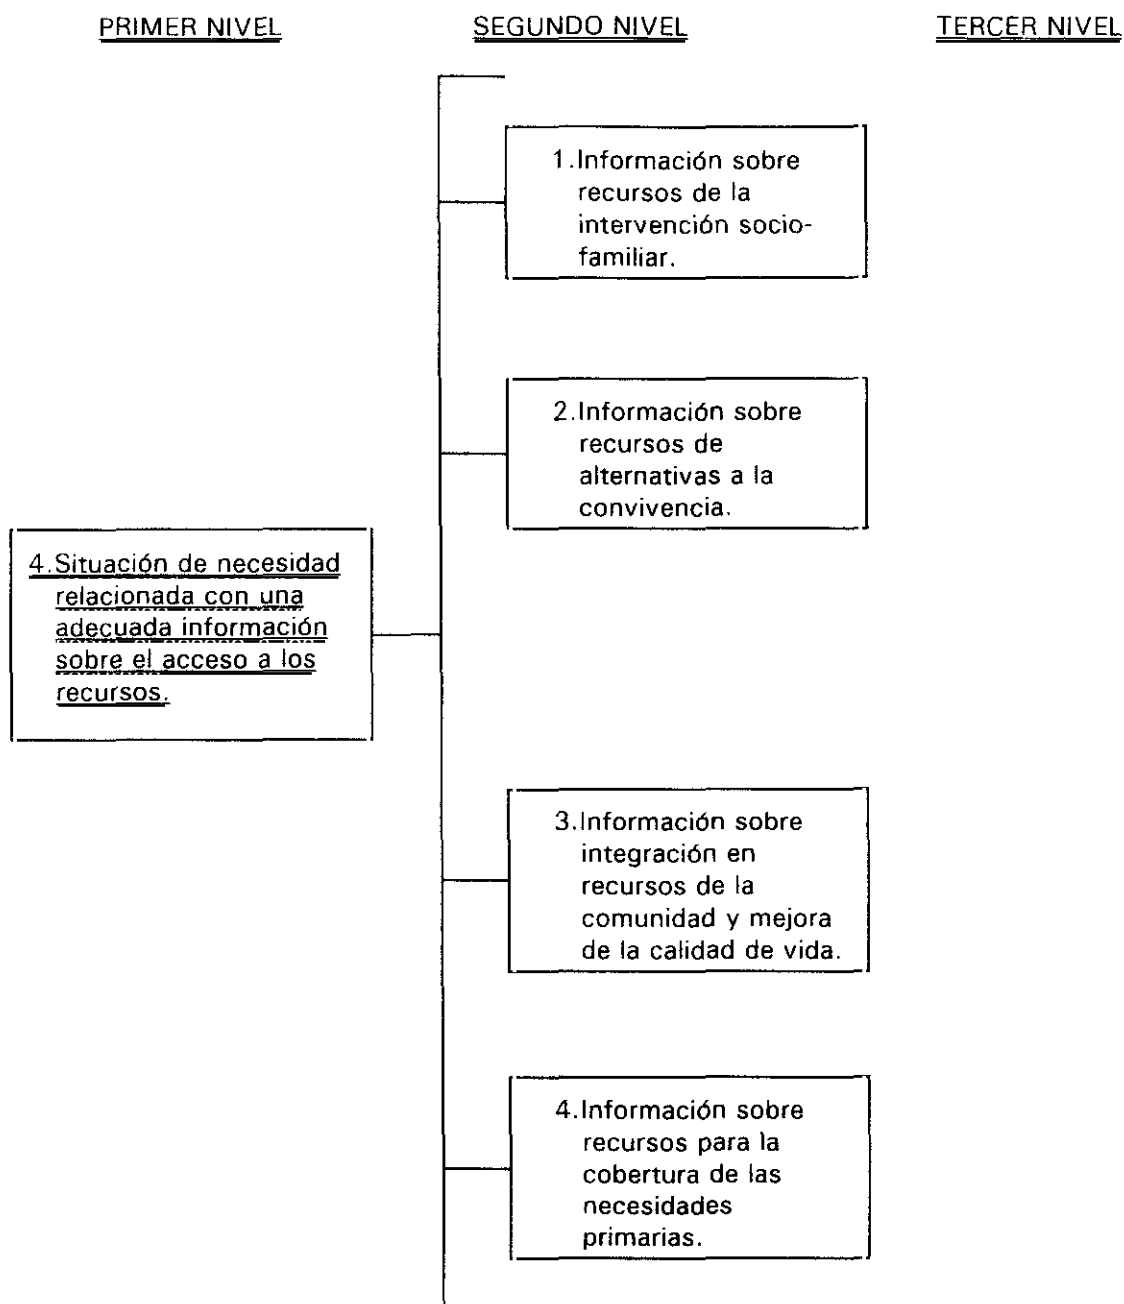 PRIMER NIVEL SEGUNDO NIVEL TERCER NIVEL
1.Información sobre
recursos de la
intervención socio-
familiar.
2.Información sobre
recursos de
alternativas a la
convivencia.
4.Situación de necesidad
relacionada con una
adecuada información
sobre el acceso a los
recursos.
3.Información sobre
integración en
recursos de la
comunidad y mejora
de la calidad de vida.
4.Información sobre
recursos para la
cobertura de las
necesidades
primarias.